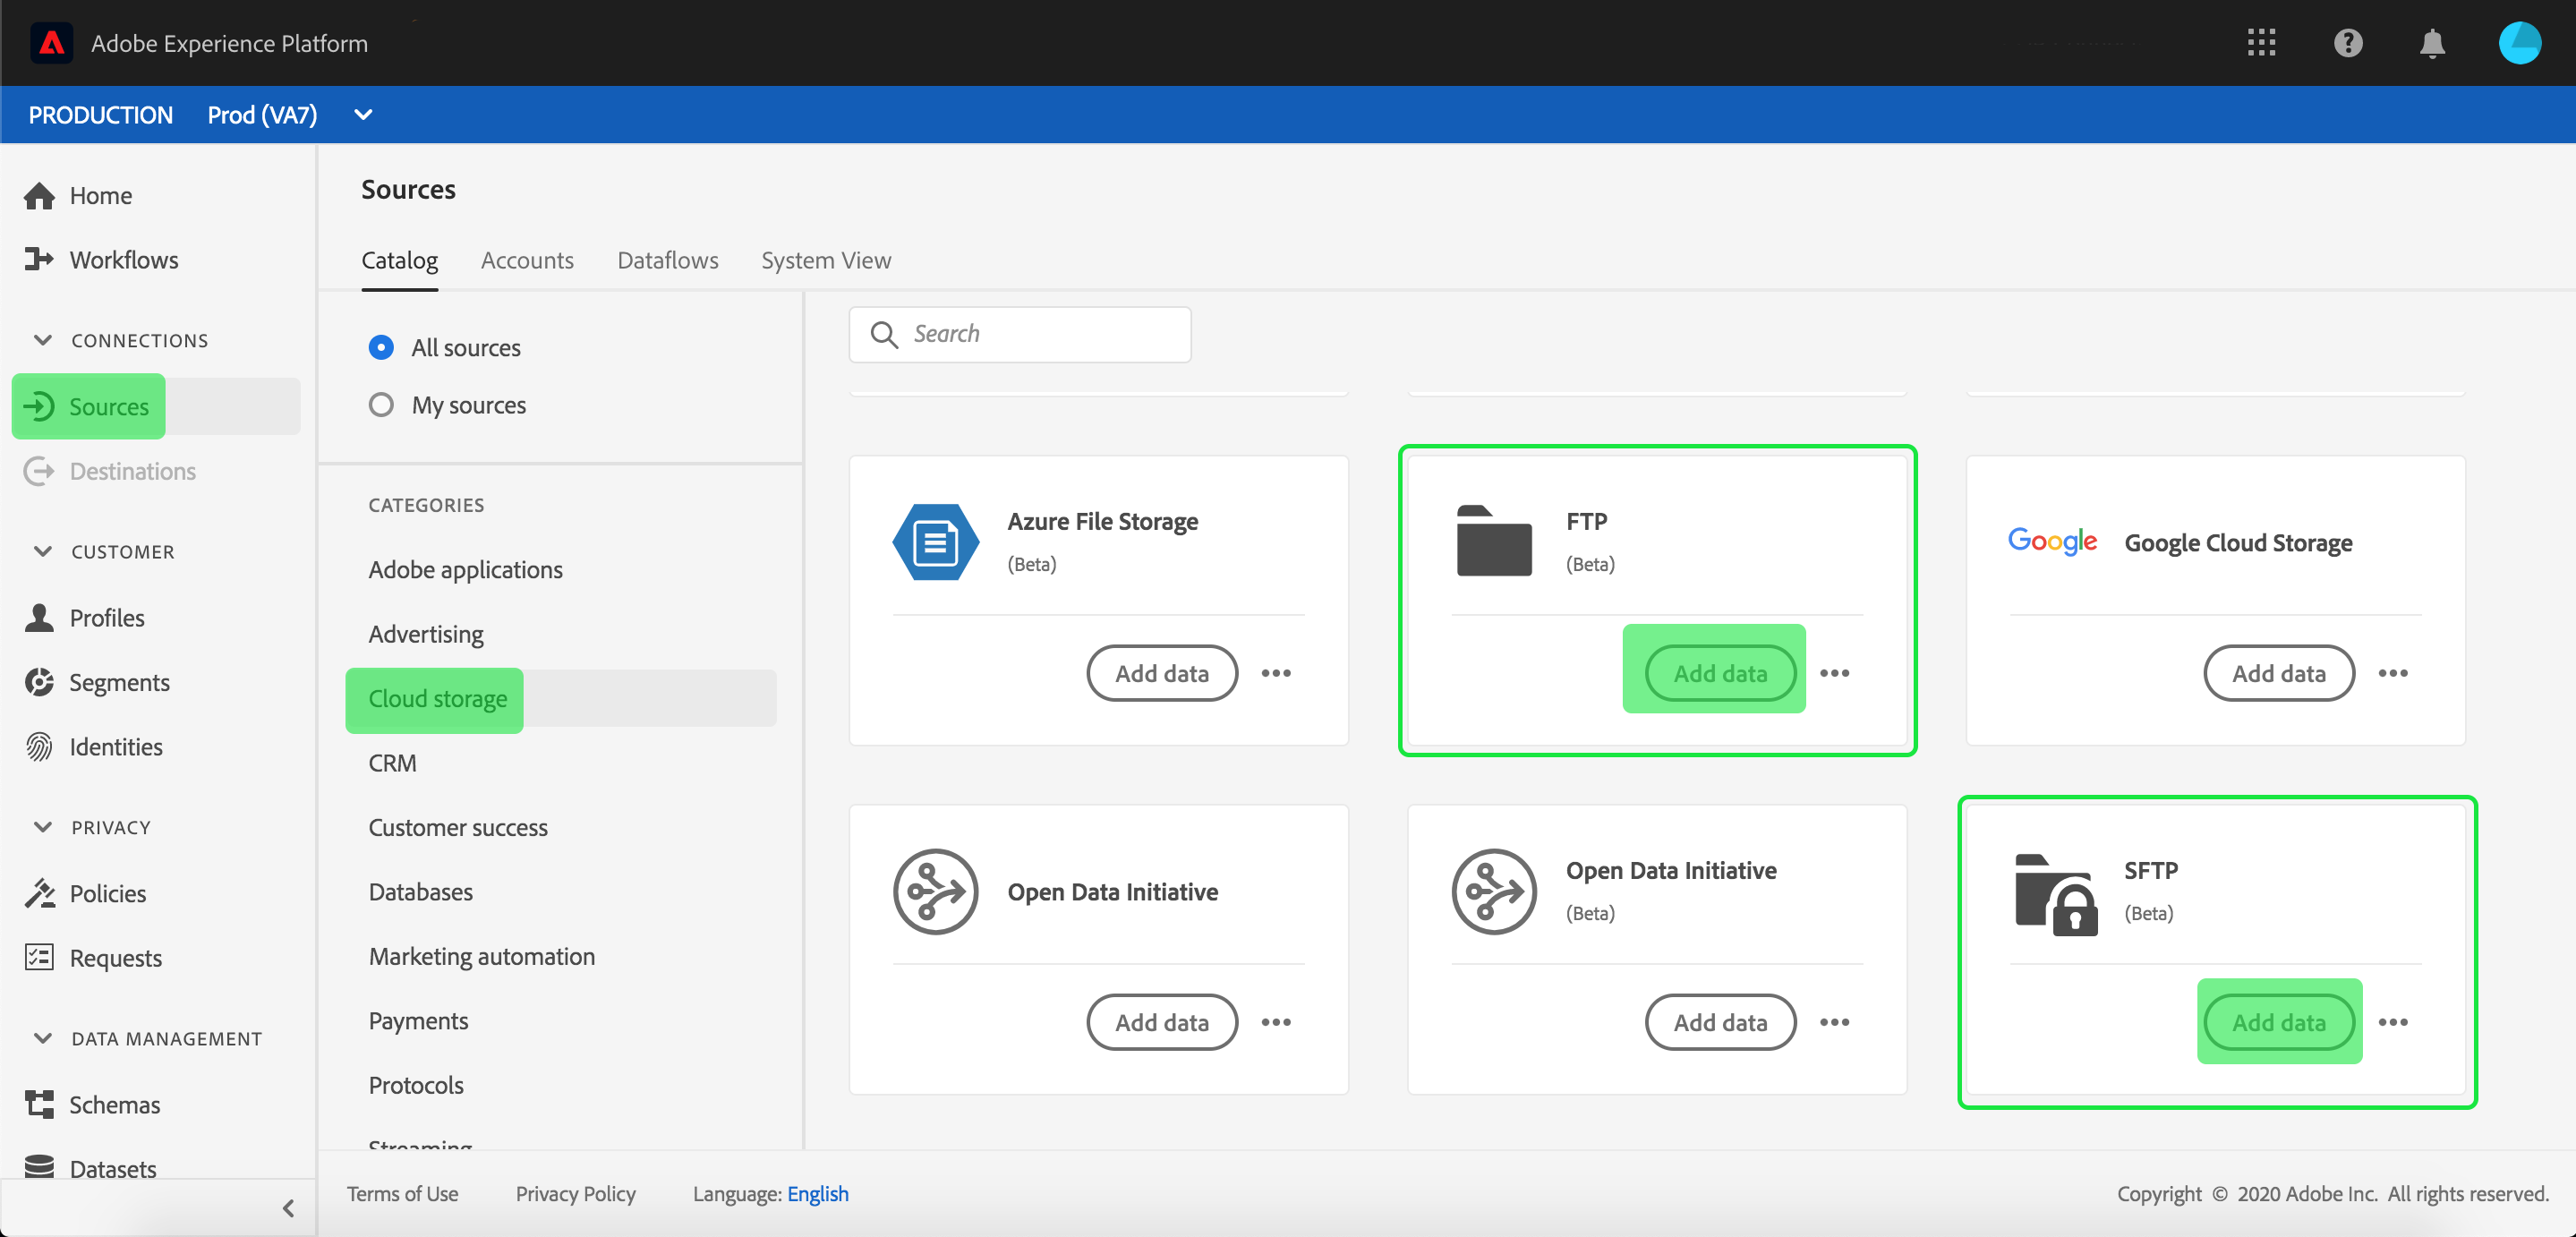 Adobe Experience Platform
PRODUCTION Prod (VA7)
Home
Workflows
CONNECTIONS
Sources
Destinations
CUSTOMER
Profiles
Segments
Identities
PRIVACY
Policies
Requests
DATA MANAGEMENT
Schemas
Datasets
Sources
Catalog Accounts Dataflows System View
All sources
My sources
CATEGORIES
Adobe applications
Advertising
Cloud storage
CRM
Customer success
Databases
Marketing automation
Payments
Protocols
Streaming
Search
Azure File Storage
(Beta)
Add data
FTP
(Beta)
Add data
Google
Google Cloud Storage
Add data
Open Data Initiative
Add data
Open Data Initiative
(Beta)
Add data
SFTP
(Beta)
Add data
Terms of Use Privacy Policy Language: English
Copyright © 2020 Adobe Inc. All rights reserved.